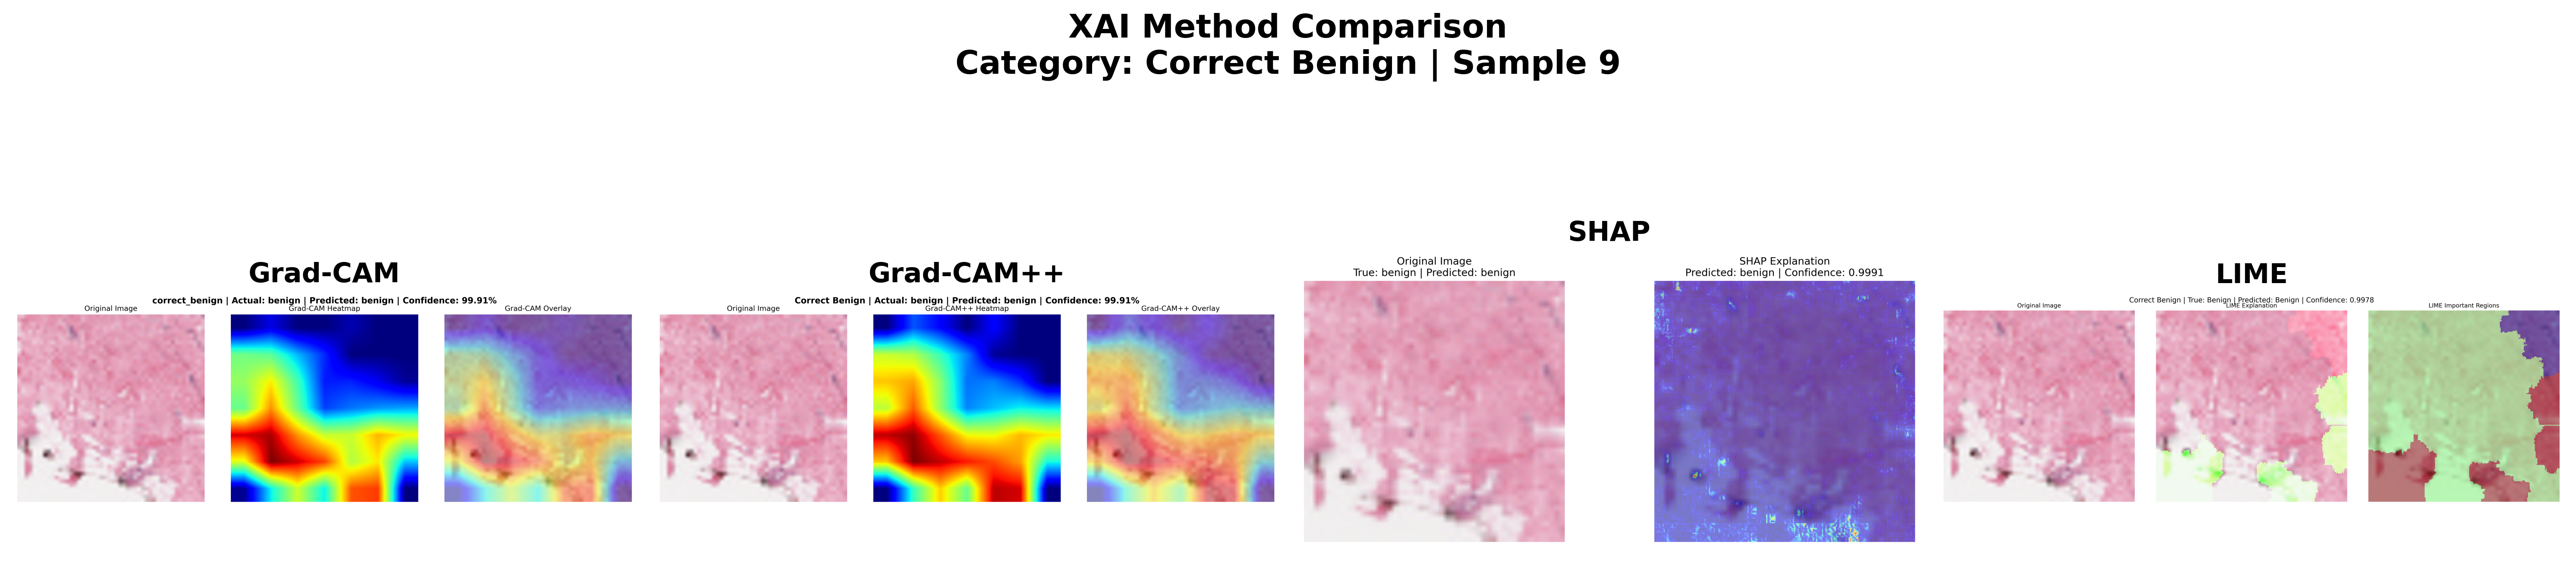 XAI Method Comparison
Category: Correct Benign | Sample 9
Grad-CAM
correct_benign | Actual: benign | Predicted: benign | Confidence: 99.91%
Original Image
Grad-CAM Heatmap
Grad-CAM Overlay
Grad-CAM++
Correct Benign | Actual: benign | Predicted: benign | Confidence: 99.91%
Original Image
Grad-CAM++ Heatmap
Grad-CAM++ Overlay
SHAP
Original Image
True: benign | Predicted: benign
SHAP Explanation
Predicted: benign | Confidence: 0.9991
LIME
Correct Benign | True: Benign | Predicted: Benign | Confidence: 0.9978
Original Image
LIME Explanation
LIME Important Regions